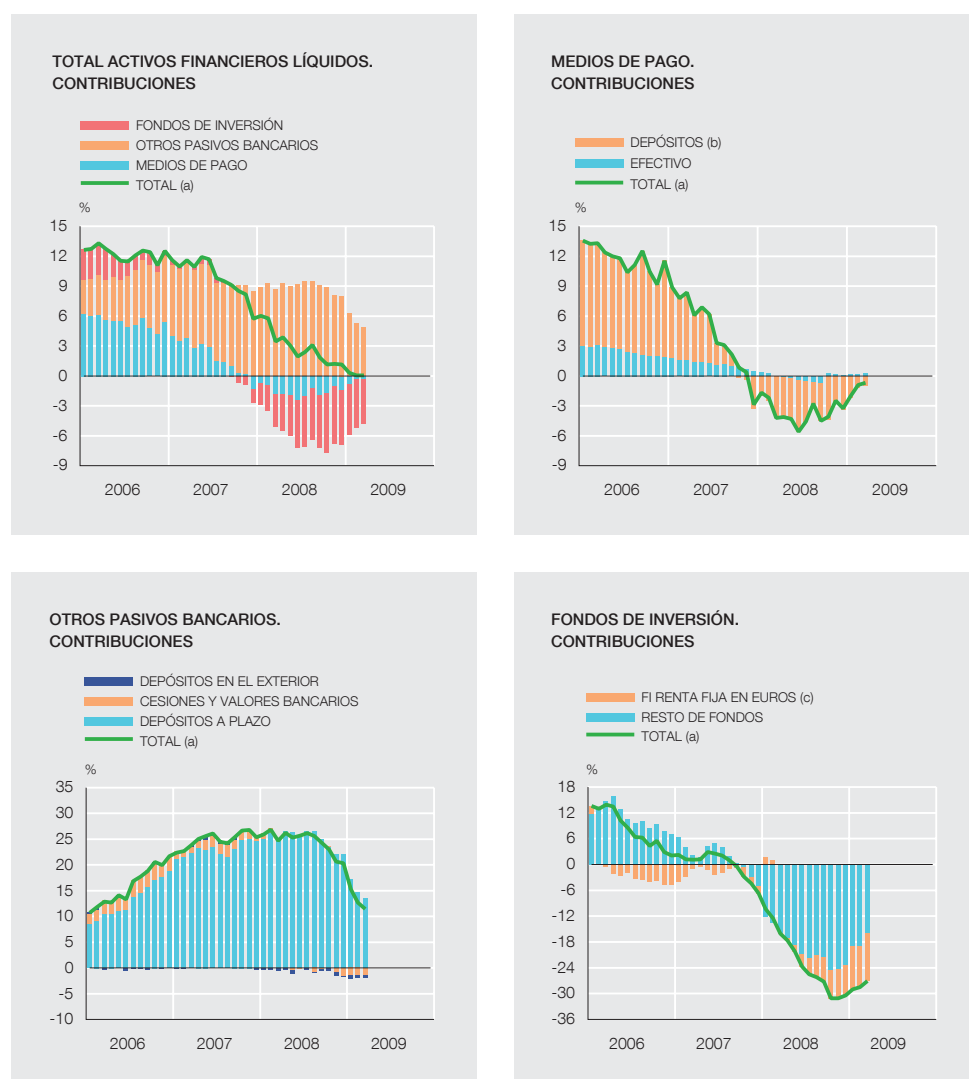 TOTAL ACTIVOS FINANCIEROS LÍQUIDOS.
CONTRIBUCIONES
FONDOS DE INVERSIÓN
OTROS PASIVOS BANCARIOS
MEDIOS DE PAGO
TOTAL (a)
%
15
12
9
6
3
0
-3
-6
-9
2006 2007 2008 2009
MEDIOS DE PAGO.
CONTRIBUCIONES
DEPÓSITOS (b)
EFECTIVO
TOTAL (a)
%
15
12
9
6
3
0
-3
-6
-9
2006 2007 2008 2009
OTROS PASIVOS BANCARIOS.
CONTRIBUCIONES
DEPÓSITOS EN EL EXTERIOR
CESIONES Y VALORES BANCARIOS
DEPÓSITOS A PLAZO
TOTAL (a)
%
35
30
25
20
15
10
5
0
-5
-10
2006 2007 2008 2009
FONDOS DE INVERSIÓN.
CONTRIBUCIONES
FI RENTA FIJA EN EUROS (c)
RESTO DE FONDOS
TOTAL (a)
%
18
12
6
0
-6
-12
-18
-24
-30
-36
2006 2007 2008 2009